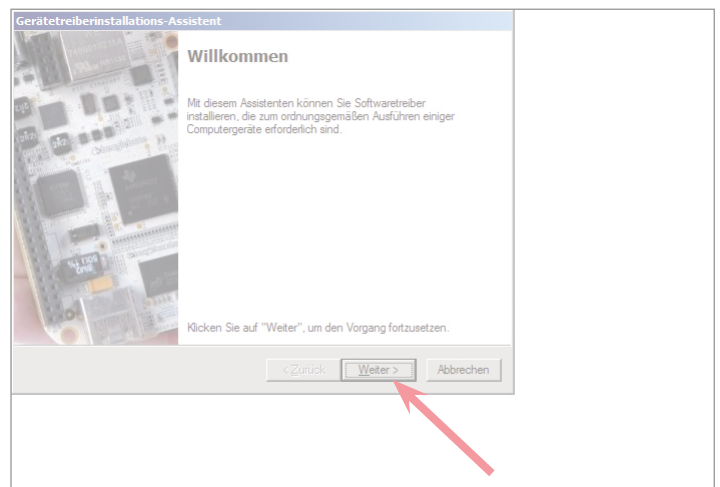 Gerätetreiberinstallations-Assistent
Willkommen
Mit diesem Assistenten können Sie Softwaretreiber
installieren, die zum ordnungsgemäßen Ausführen einiger
Computergeräte erforderlich sind.
Klicken Sie auf "Weiter", um den Vorgang fortzusetzen.
< Zurück
Weiter >
Abbrechen